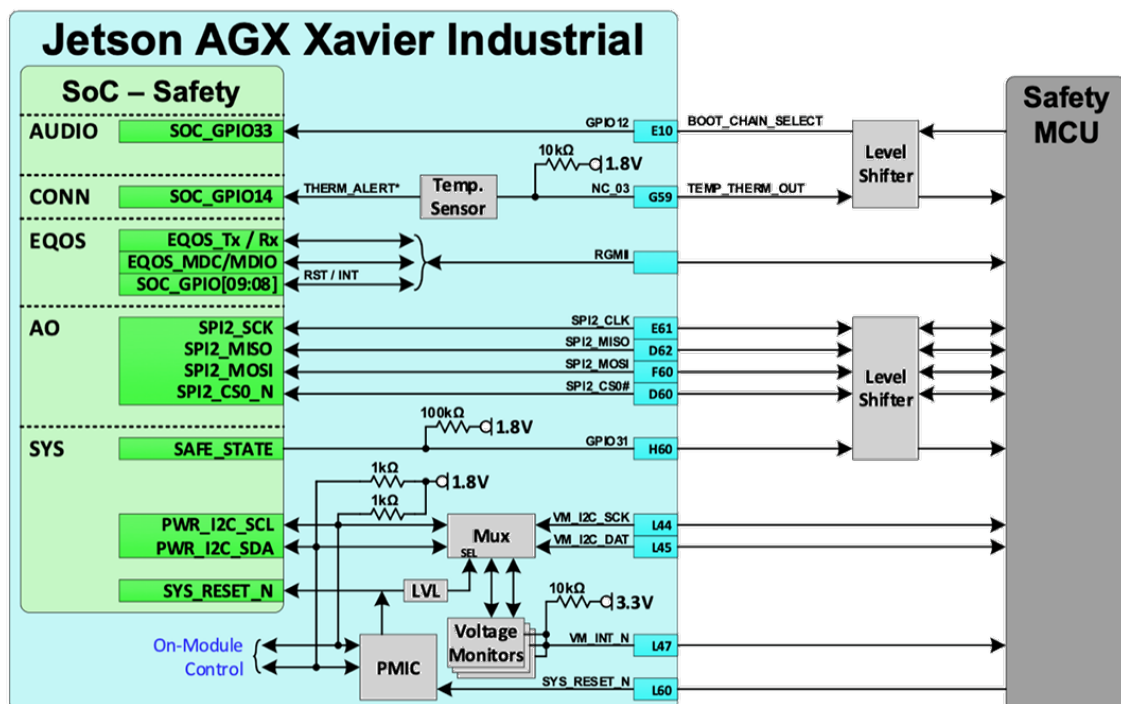 Jetson AGX Xavier Industrial
SoC – Safety
Safety
MCU
AUDIO
SOC_GPIO33
GPIO12
E10
BOOT_CHAIN_SELECT
Level
Shifter
10kΩ
1.8V
CONN
SOC_GPIO14
THERM_ALERT*
Temp.
Sensor
NC_03
G59
TEMP_THERM_OUT
EQOS
EQOS_Tx / Rx
EQOS_MDC/MDIO
SOC_GPIO[09:08]
RST / INT
RGMII
AO
SPI2_SCK
SPI2_MISO
SPI2_MOSI
SPI2_CS0_N
SPI2_CLK
E61
SPI2_MISO
D62
SPI2_MOSI
F60
SPI2_CS0#
D60
Level
Shifter
100kΩ
1.8V
SYS
SAFE_STATE
GPIO31
H60
1kΩ
1.8V
1kΩ
PWR_I2C_SCL
PWR_I2C_SDA
Mux
SEL
VM_I2C_SCK
L44
VM_I2C_DAT
L45
SYS_RESET_N
LVL
10kΩ
3.3V
On-Module
Control
PMIC
Voltage
Monitors
VM_INT_N
L47
SYS_RESET_N
L60